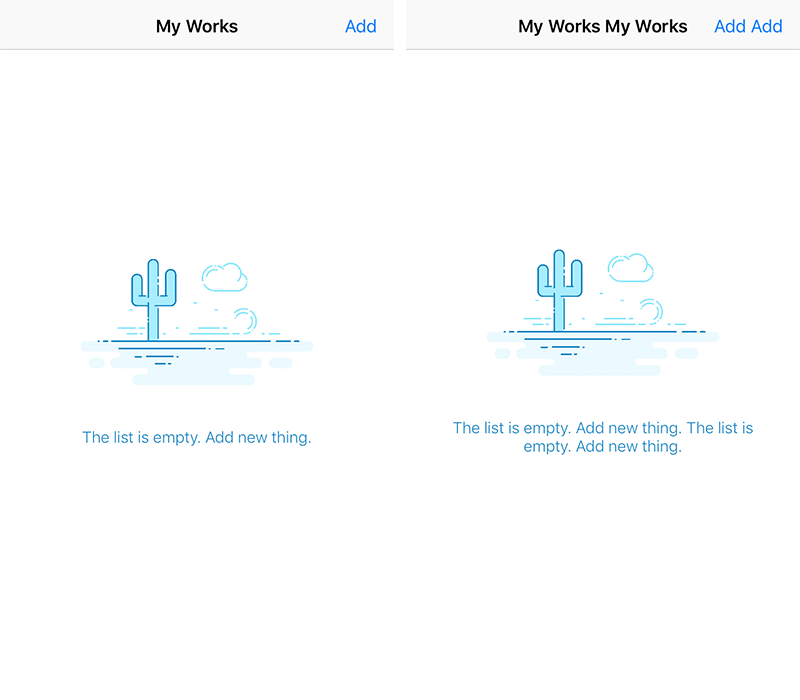 My Works
Add
The list is empty. Add new thing.
My Works My Works
Add Add
The list is empty. Add new thing. The list is
empty. Add new thing.